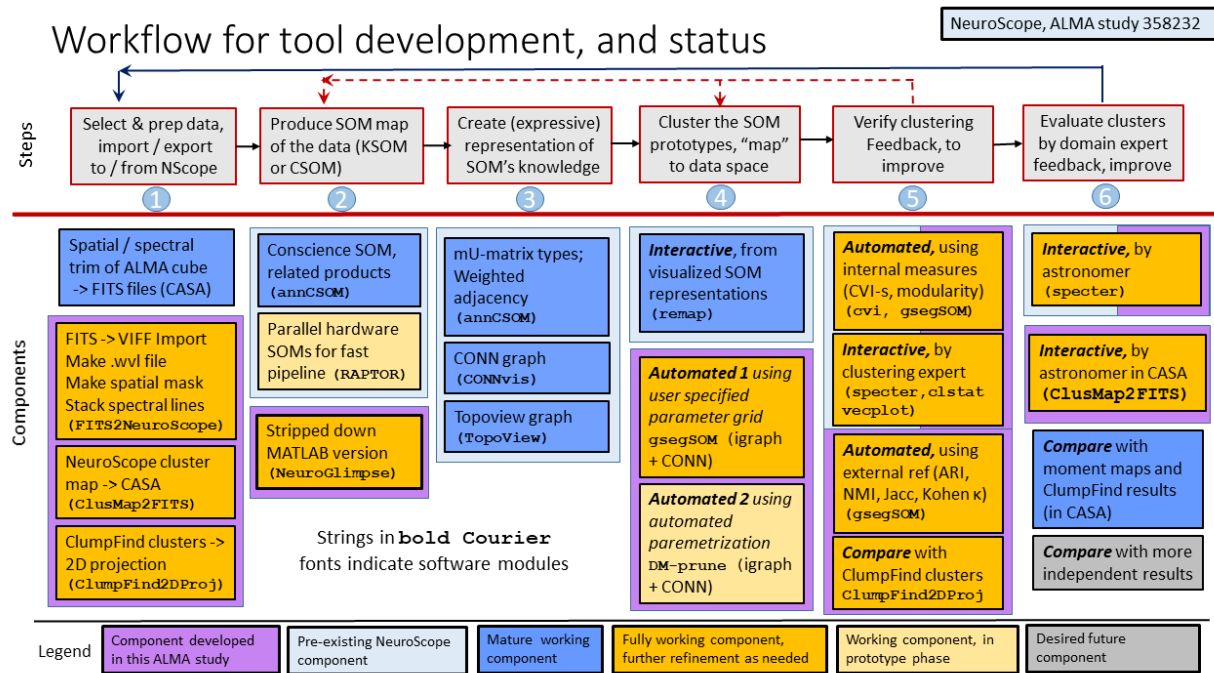 Workflow for tool development, and status
NeuroScope, ALMA study 358232
Steps
Select & prep data,
import / export
to / from NScope
Produce SOM map
of the data (KSOM
or CSOM)
Create (expressive)
representation of
SOM's knowledge
Cluster the SOM
prototypes, "map"
to data space
Verify clustering
Feedback, to
improve
Evaluate clusters
by domain expert
feedback, improve
1
2
3
4
5
6
Components
Spatial / spectral
trim of ALMA cube
-> FITS files (CASA)
FITS -> VIFF Import
Make .wvl file
Make spatial mask
Stack spectral lines
(FITS2NeuroScope)
NeuroScope cluster
map -> CASA
(ClusMap2FITS)
ClumpFind clusters ->
2D projection
(ClumpFind2DProj)
Conscience SOM,
related products
(annCSOM)
Parallel hardware
SOMs for fast
pipeline (RAPTOR)
Stripped down
MATLAB version
(NeuroGlimpse)
mU-matrix types;
Weighted
adjacency
(annCSOM)
CONN graph
(CONNvis)
Topoview graph
(TopoView)
Strings in bold Courier
fonts indicate software modules
Interactive, from
visualized SOM
representations
(remap)
Automated 1 using
user specified
parameter grid
gsegSOM (igraph
+ CONN)
Automated 2 using
automated
paremetrization
DM-prune (igraph
+ CONN)
Automated, using
internal measures
(CVI-s, modularity)
(cvi, gsegSOM)
Interactive, by
clustering expert
(specter,clstat
vecplot)
Automated, using
external ref (ARI,
NMI, Jacc, Kohen κ)
(gsegSOM)
Compare with
ClumpFind clusters
ClumpFind2DProj
Interactive, by
astronomer
(specter)
Interactive, by
astronomer in CASA
(ClusMap2FITS)
Compare with
moment maps and
ClumpFind results
(in CASA)
Compare with more
independent results
Legend
Component developed
in this ALMA study
Pre-existing NeuroScope
component
Mature working
component
Fully working component,
further refinement as needed
Working component, in
prototype phase
Desired future
component